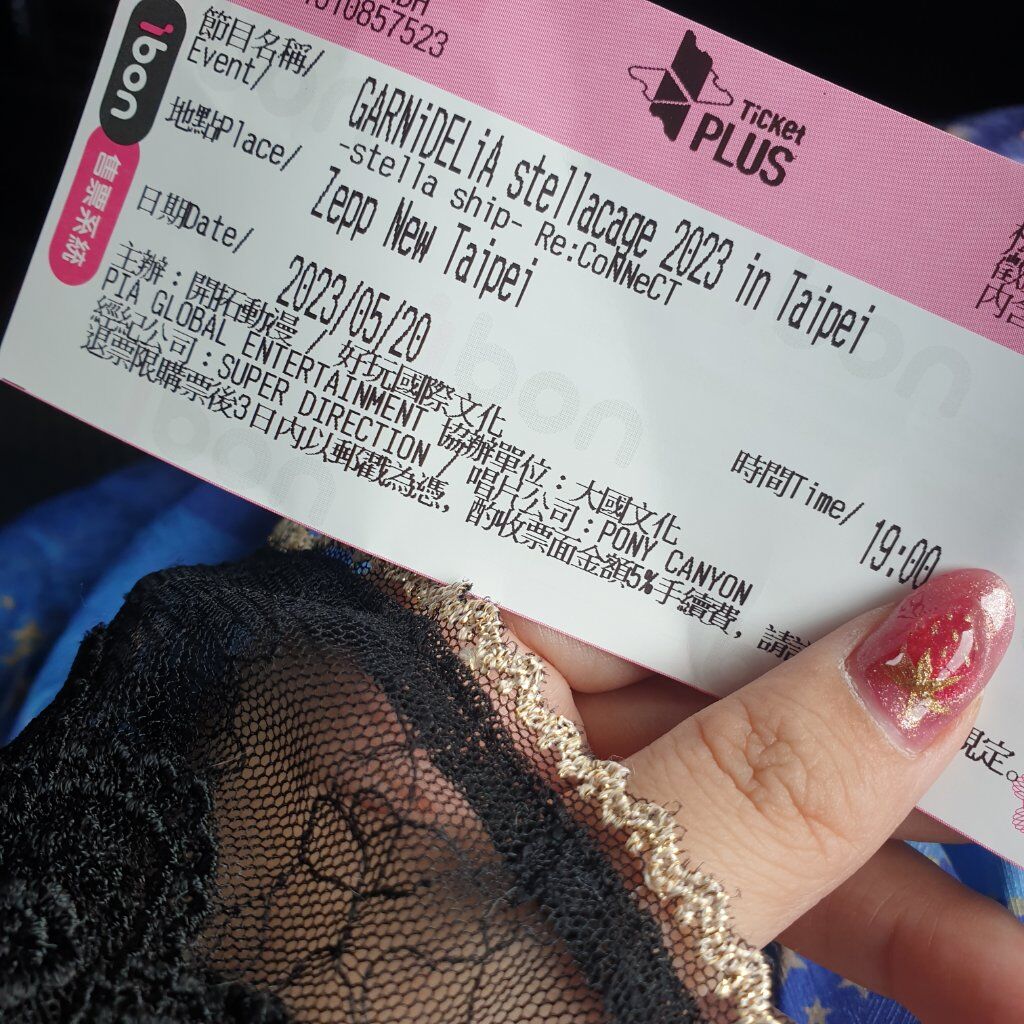 0857523
Ticket
PLUS
ibon
售票系統
節目名稱/
Event/
GARNiDELiA stellacage 2023 in Taipei
-stella ship- Re:CoNNeCT
地點Place/
Zepp New Taipei
日期Date/
2023/05/20
時間Time/ 19:00
主辦：開拓動漫 / 好玩國際文化
PIA GLOBAL ENTERTAINMENT 協辦單位：大國文化
經紀公司：SUPER DIRECTION / 唱片公司：PONY CANYON
退票限購票後3日內以郵戳為憑，酌收票面金額5%手續費，請
規定。
內